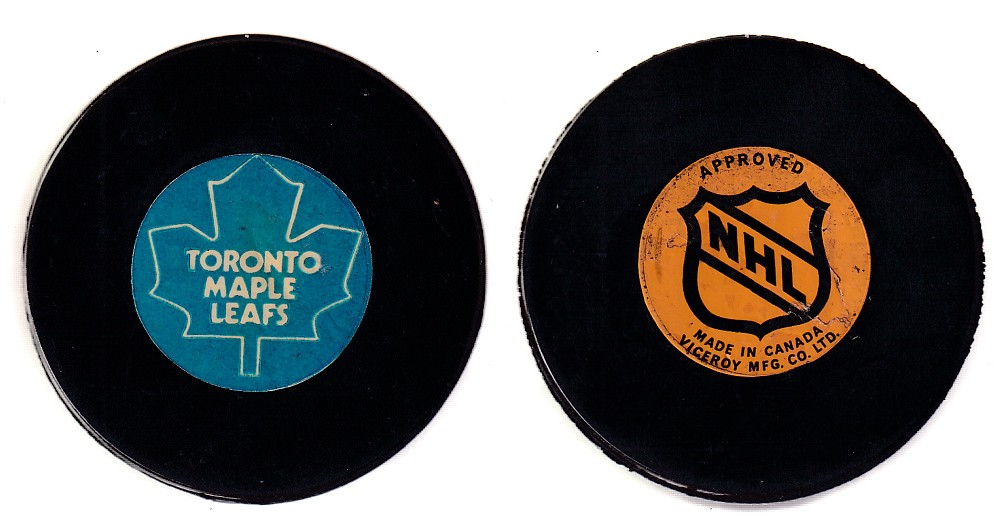 TORONTO
MAPLE
LEAFS
APPROVED
NHL
MADE IN CANADA
VICEROY MFG. CO. LTD.